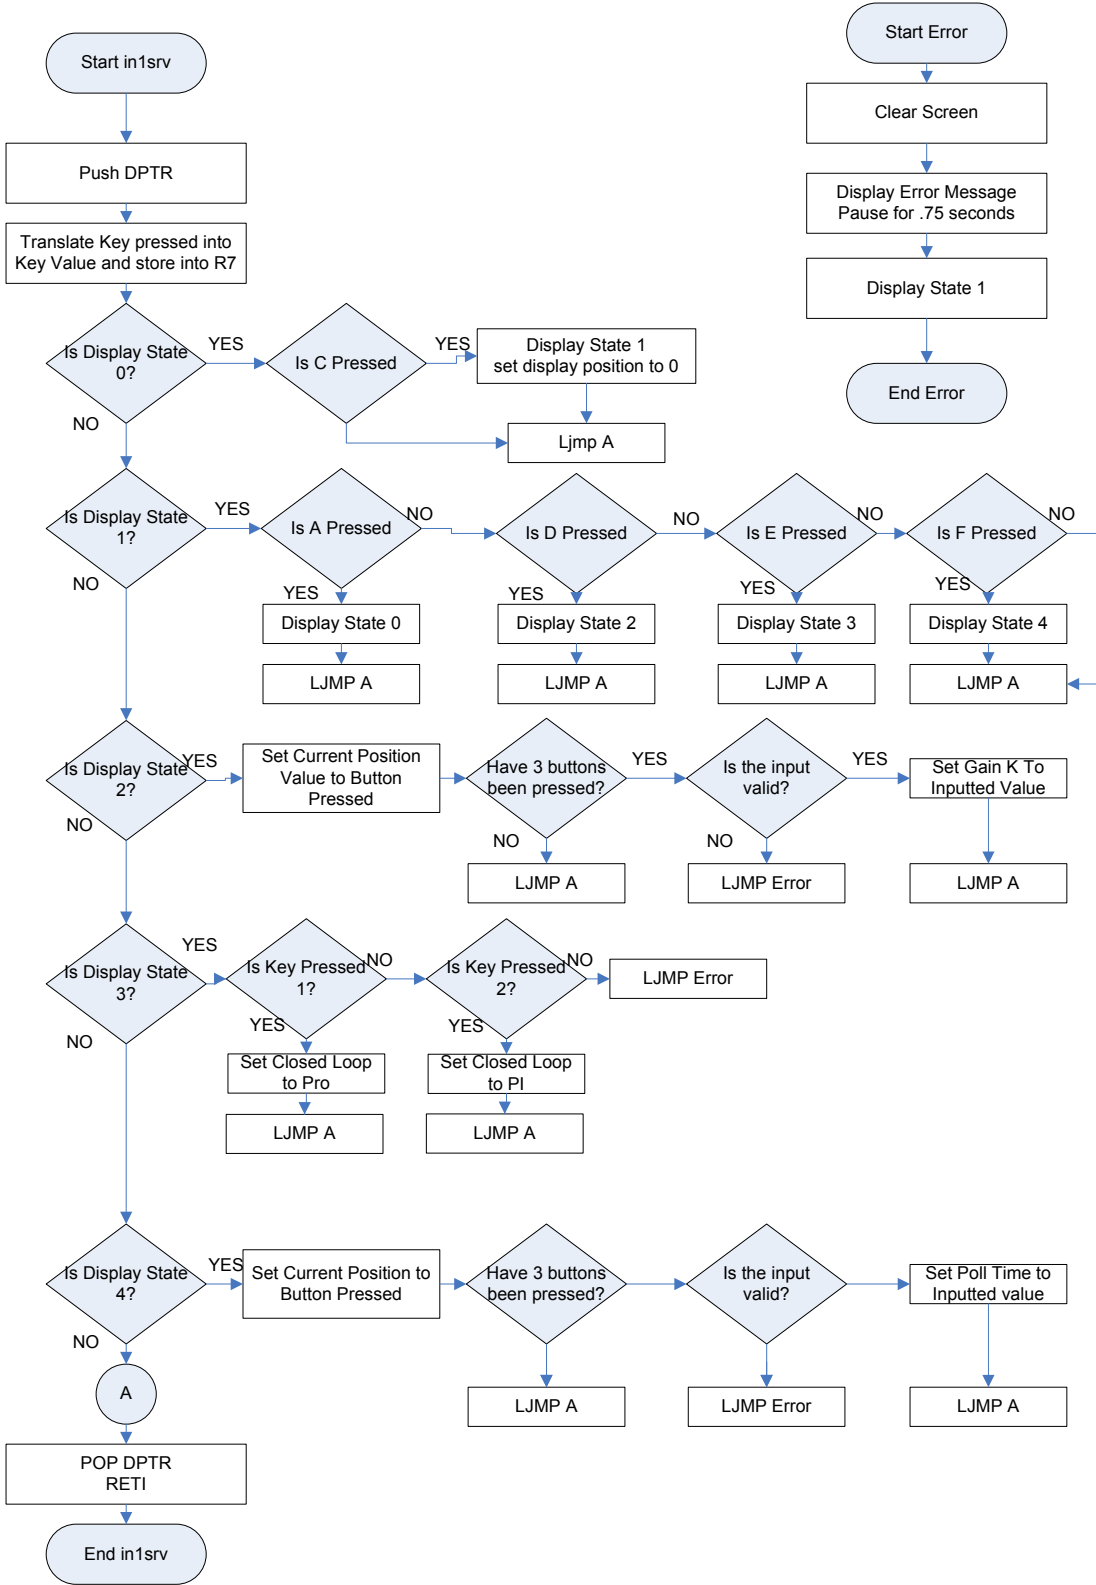 Start in1srv
Push DPTR
Translate Key pressed into
Key Value and store into R7
Is Display State
0?
YES
NO
Is C Pressed
YES
Display State 1
set display position to 0
Ljmp A
Start Error
Clear Screen
Display Error Message
Pause for .75 seconds
Display State 1
End Error
Is Display State
1?
YES
NO
Is A Pressed
NO
YES
Display State 0
LJMP A
Is D Pressed
NO
YES
Display State 2
LJMP A
Is E Pressed
NO
YES
Display State 3
LJMP A
Is F Pressed
NO
YES
Display State 4
LJMP A
Is Display State
2?
YES
NO
Set Current Position
Value to Button
Pressed
Have 3 buttons
been pressed?
YES
NO
LJMP A
Is the input
valid?
YES
NO
LJMP Error
Set Gain K To
Inputted Value
LJMP A
Is Display State
3?
YES
NO
Is Key Pressed
1?
NO
YES
Set Closed Loop
to Pro
LJMP A
Is Key Pressed
2?
NO
YES
Set Closed Loop
to PI
LJMP A
LJMP Error
Is Display State
4?
YES
NO
Set Current Position to
Button Pressed
Have 3 buttons
been pressed?
LJMP A
Is the input
valid?
LJMP Error
Set Poll Time to
Inputted value
LJMP A
A
POP DPTR
RETI
End in1srv